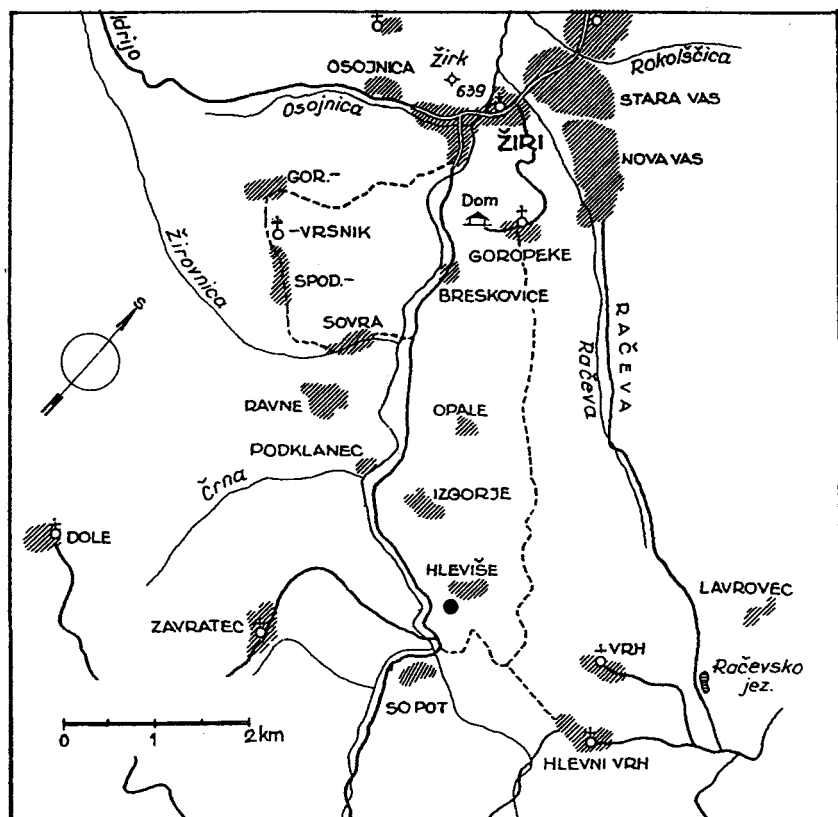 Idrijo
OSOJNICA
Žirk
639
Rokolščica
Osojnica
STARA VAS
ŽIRI
NOVA VAS
GOR.-
Dom
-VRSNIK
GOROPEKE
Žirovnica
SPOD.-
BRESKOVICE
S
SOVRA
RAČEVA
Račeva
RAVNE
OPALE
PODKLANEC
Črna
IZGORJE
DOLE
HLEVIŠE
LAVROVEC
ZAVRATEC
VRH
Račevsko
jez.
SOPOT
0 1 2 km
HLEVNI VRH